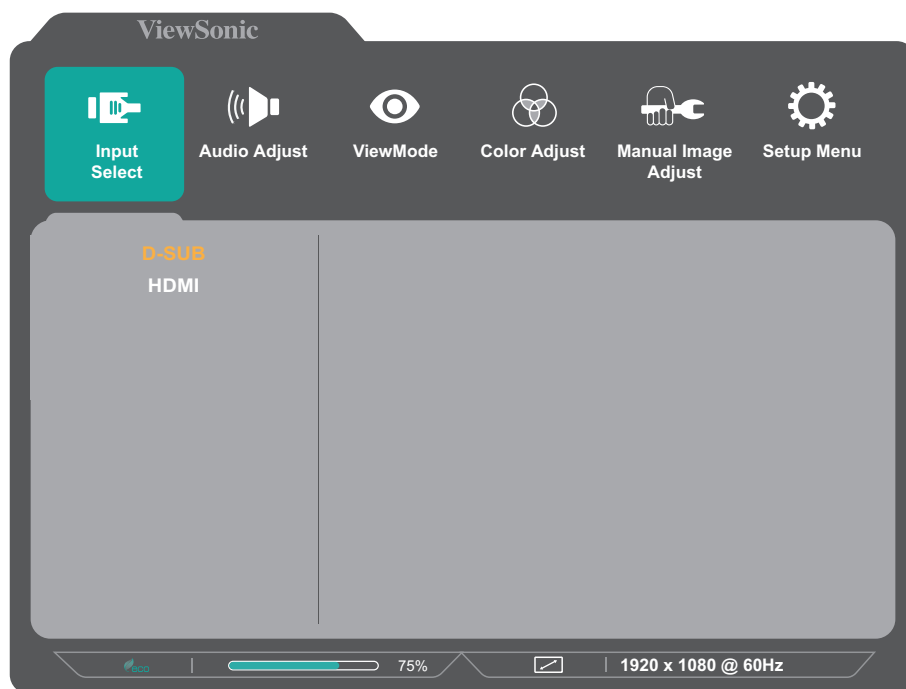 ViewSonic
Input
Select
Audio Adjust
ViewMode
Color Adjust
Manual Image
Adjust
Setup Menu
D-SUB
HDMI
eco
75%
1920 x 1080 @ 60Hz